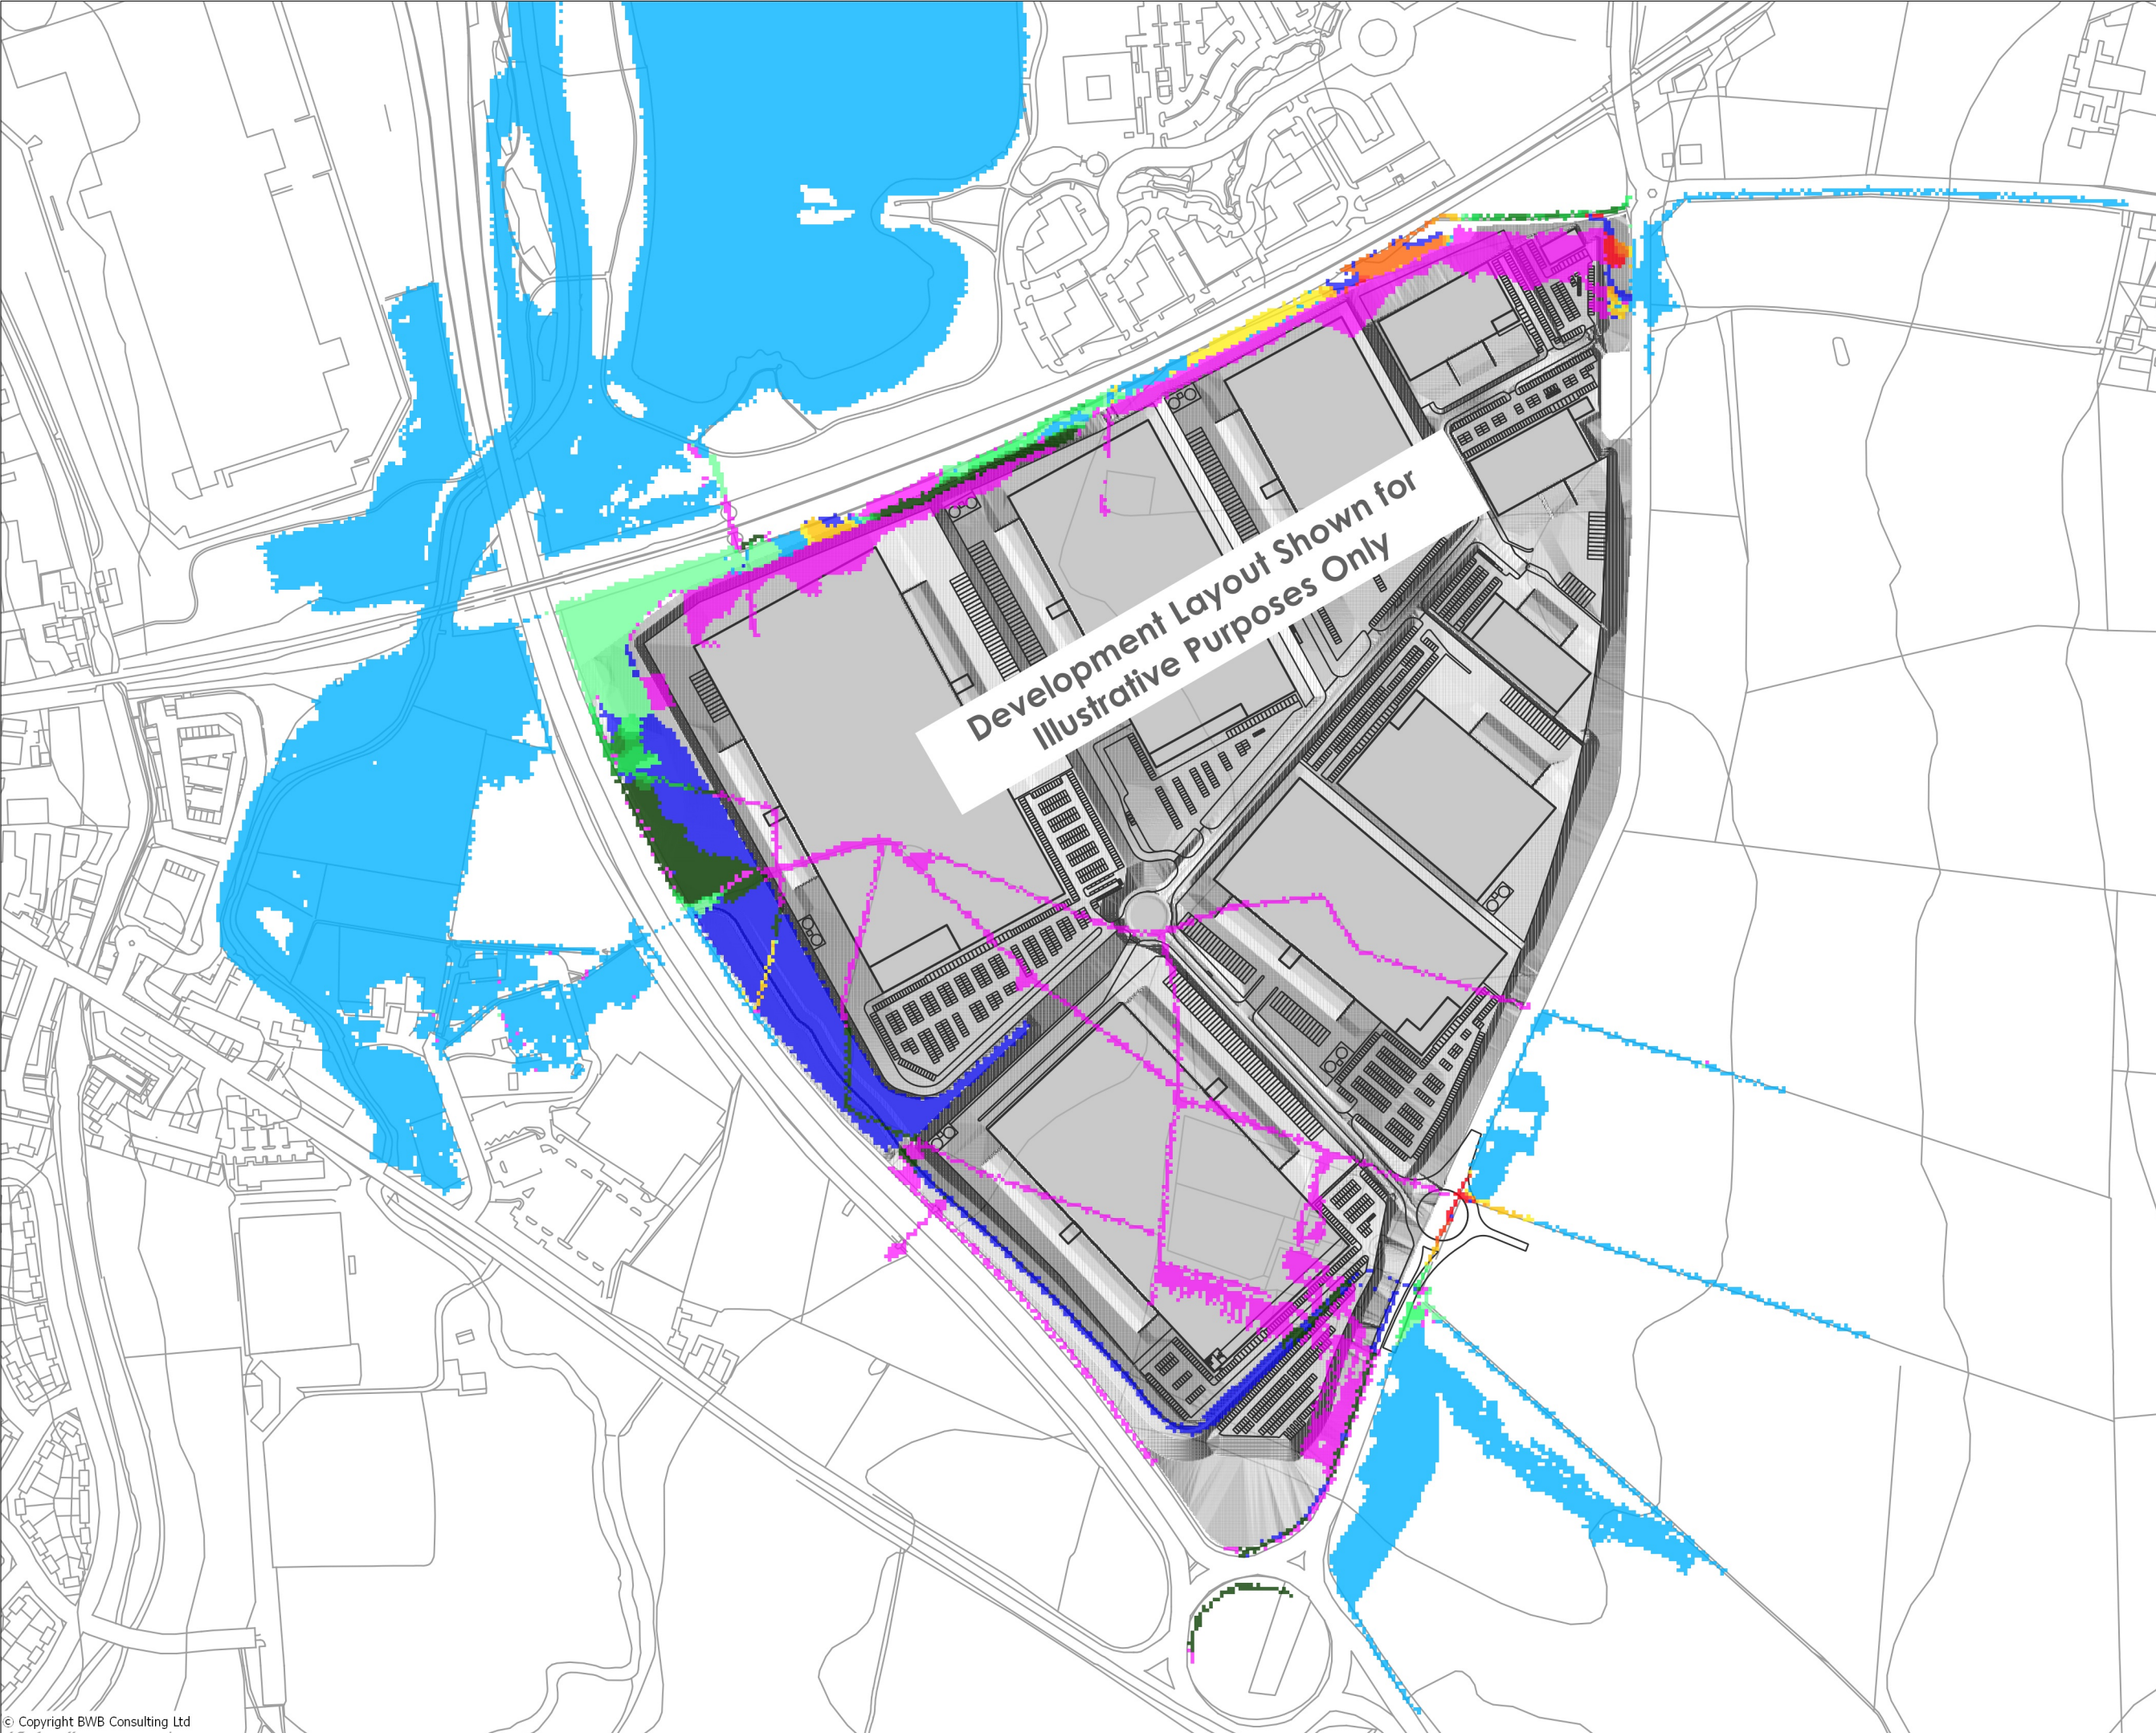 Development Layout Shown for
Illustrative Purposes Only
© Copyright BWB Consulting Ltd